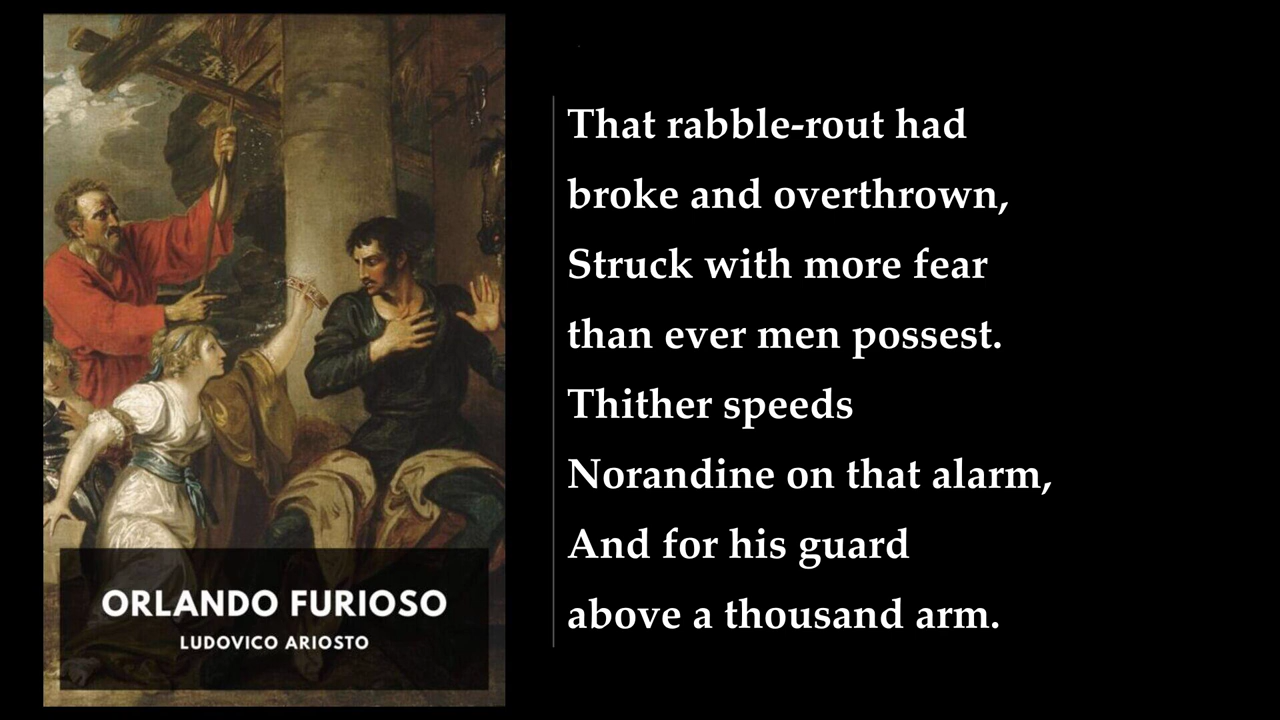 ORLANDO FURIOSO
LUDOVICO ARIOSTO
That rabble-rout had
broke and overthrown,
Struck with more fear
than ever men possest.
Thither speeds
Norandine on that alarm,
And for his guard
above a thousand arm.